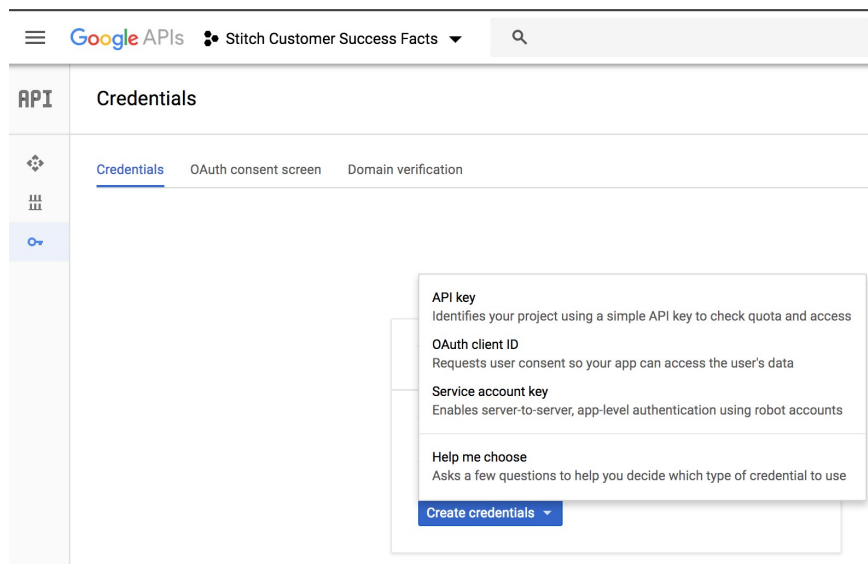 Google APIs
Stitch Customer Success Facts
API
Credentials
Credentials
OAuth consent screen
Domain verification
API key
Identifies your project using a simple API key to check quota and access
OAuth client ID
Requests user consent so your app can access the user's data
Service account key
Enables server-to-server, app-level authentication using robot accounts
Help me choose
Asks a few questions to help you decide which type of credential to use
Create credentials